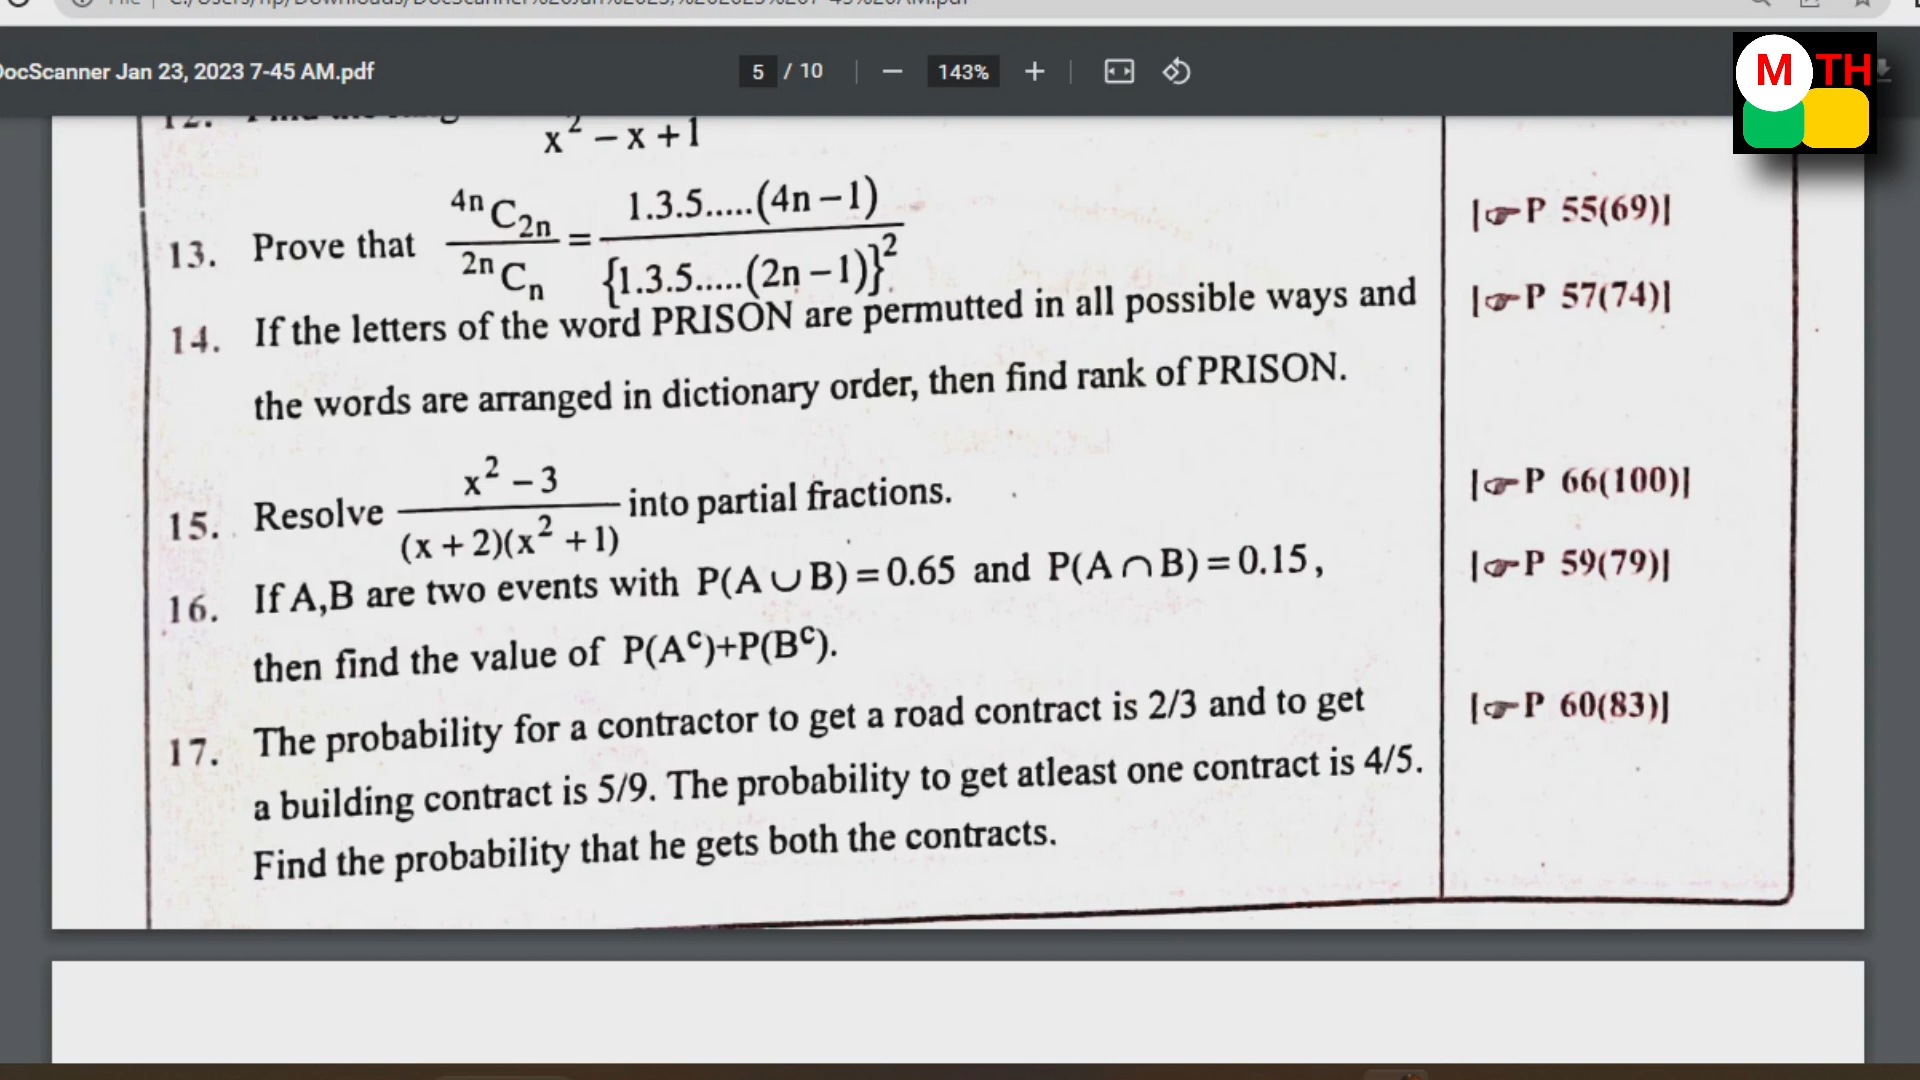 DocScanner Jan 23, 2023 7-45 AM.pdf
5 / 10
143%
M TH
x² − x + 1
13. Prove that ⁴ⁿC₂ₙ / ²ⁿCₙ = 1.3.5.....(4n−1) / {1.3.5.....(2n−1)}².
|☞P 55(69)|
14. If the letters of the word PRISON are permutted in all possible ways and
|☞P 57(74)|
the words are arranged in dictionary order, then find rank of PRISON.
15. Resolve x² − 3 / (x + 2)(x² + 1) into partial fractions.
|☞P 66(100)|
16. If A,B are two events with P(A ∪ B) = 0.65 and P(A ∩ B) = 0.15,
|☞P 59(79)|
then find the value of P(Aᶜ)+P(Bᶜ).
17. The probability for a contractor to get a road contract is 2/3 and to get
|☞P 60(83)|
a building contract is 5/9. The probability to get atleast one contract is 4/5.
Find the probability that he gets both the contracts.